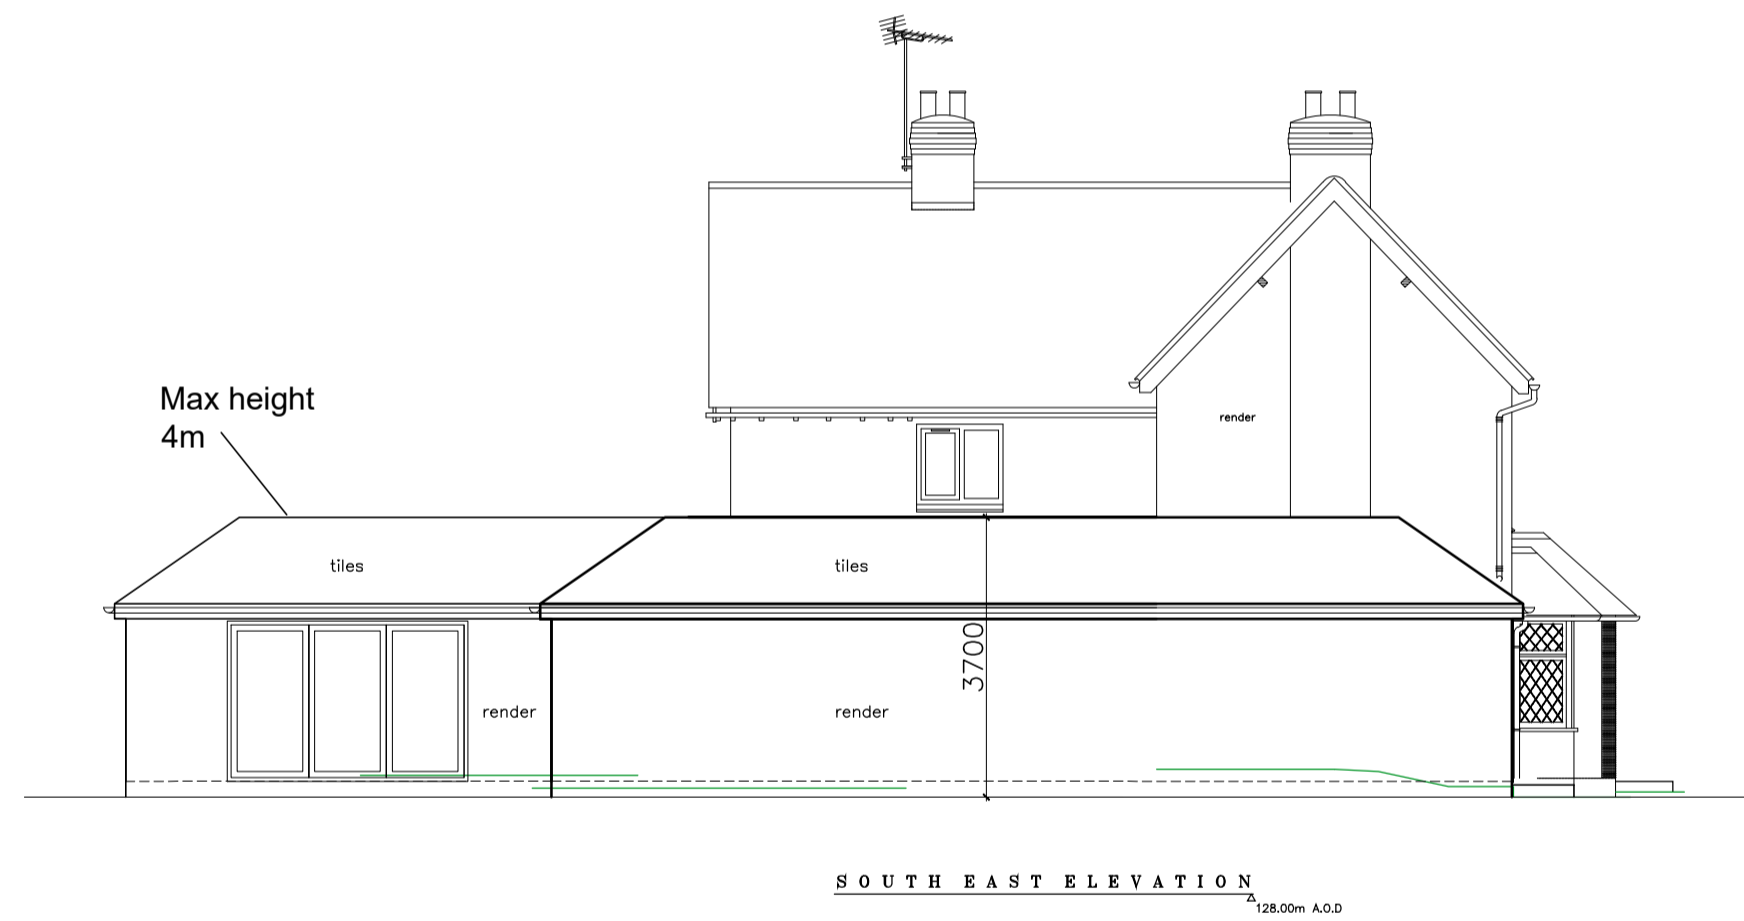 Max height
4m
render
tiles
tiles
3700
render
render
SOUTH EAST ELEVATION
128.00m A.O.D